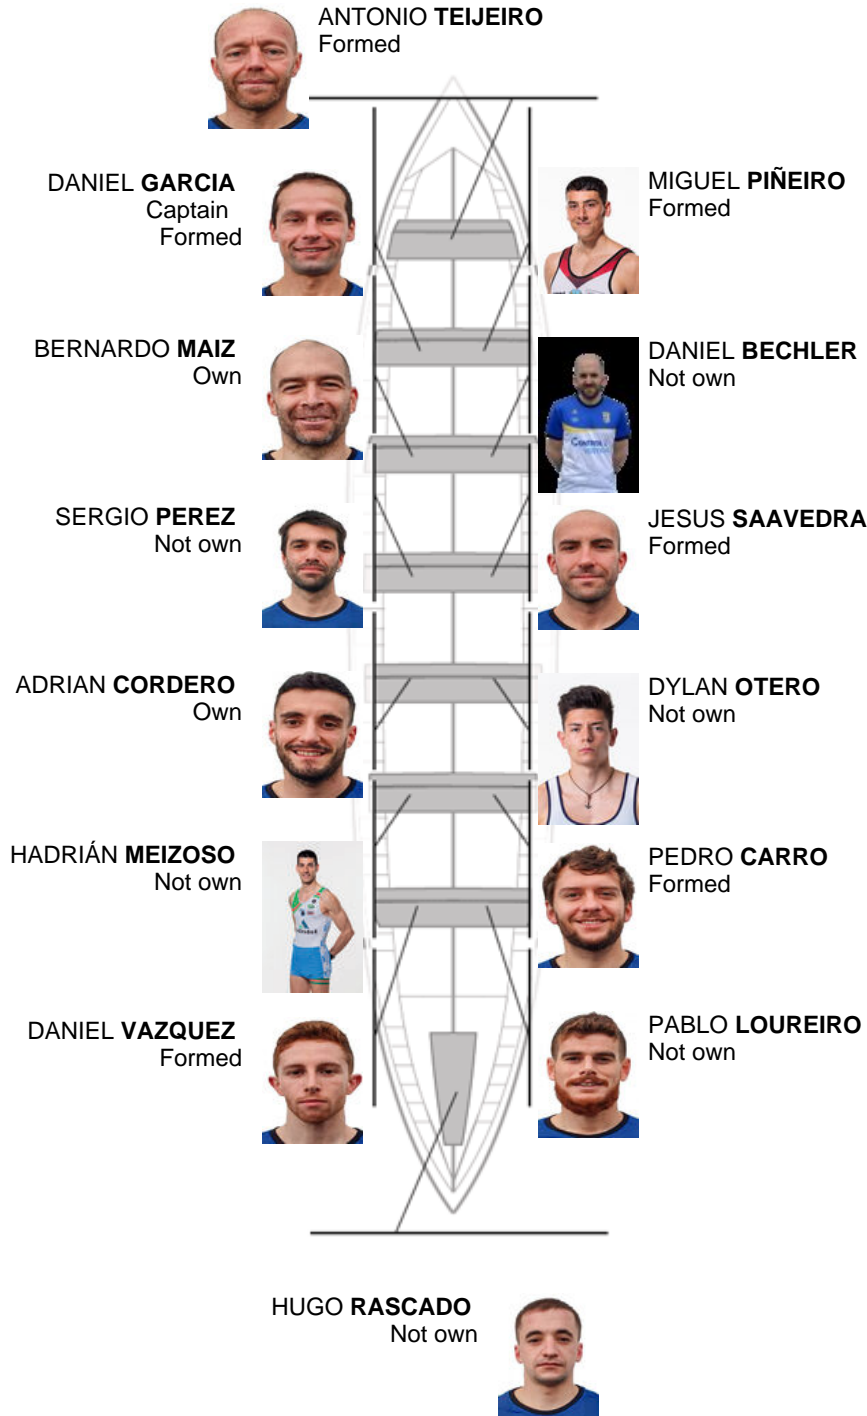 ANTONIO TEIJEIRO
Formed
DANIEL GARCIA
Captain
Formed
MIGUEL PIÑEIRO
Formed
BERNARDO MAIZ
Own
DANIEL BECHLER
Not own
SERGIO PEREZ
Not own
JESUS SAAVEDRA
Formed
ADRIAN CORDERO
Own
DYLAN OTERO
Not own
HADRIÁN MEIZOSO
Not own
PEDRO CARRO
Formed
DANIEL VAZQUEZ
Formed
PABLO LOUREIRO
Not own
HUGO RASCADO
Not own